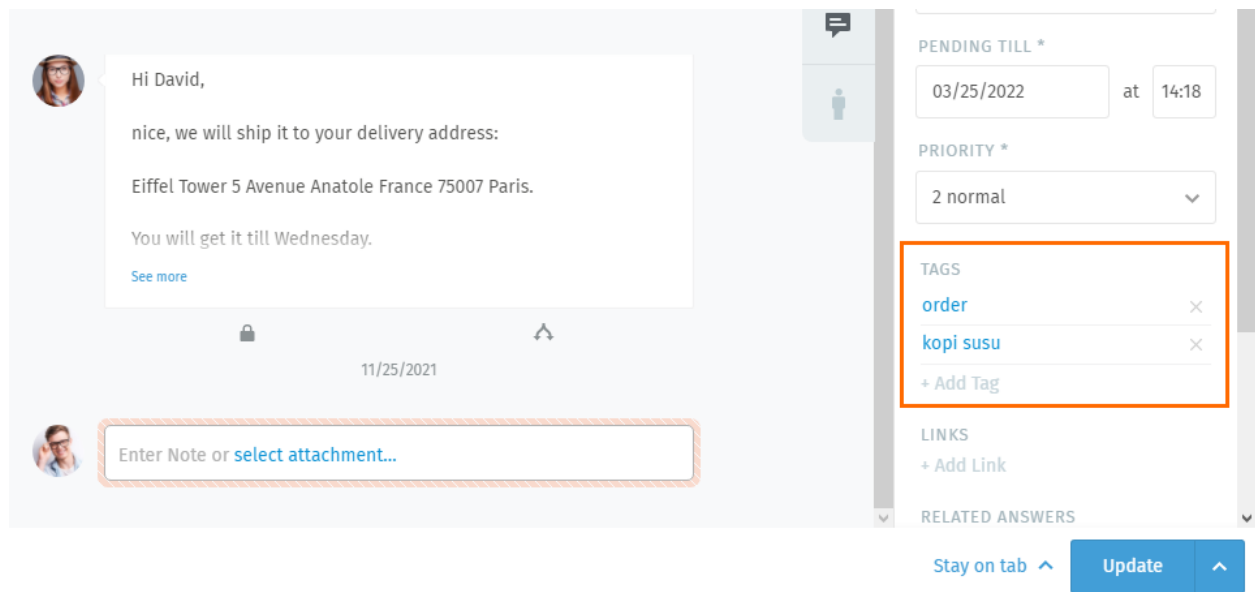 Hi David,
nice, we will ship it to your delivery address:
Eiffel Tower 5 Avenue Anatole France 75007 Paris.
You will get it till Wednesday.
See more
11/25/2021
Enter Note or select attachment...
PENDING TILL *
03/25/2022 at 14:18
PRIORITY *
2 normal
TAGS
order
kopi susu
+ Add Tag
LINKS
+ Add Link
RELATED ANSWERS
Stay on tab
Update